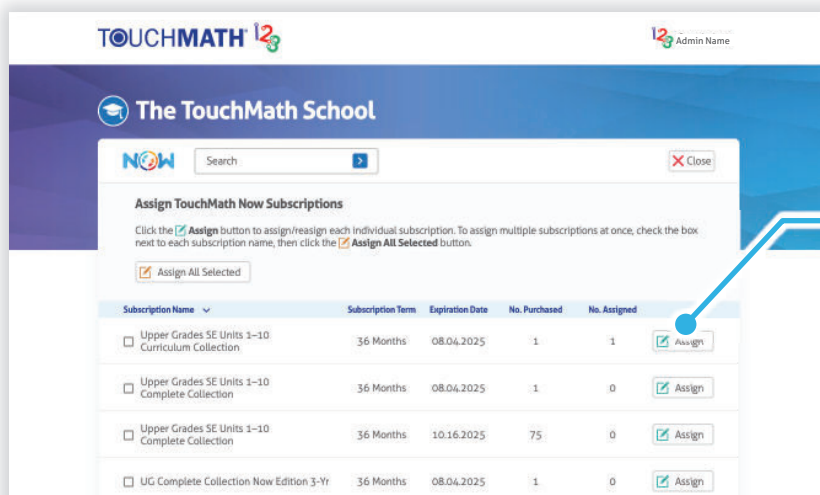 TOUCHMATH 123
123 Admin Name
The TouchMath School
NOW Search Close
Assign TouchMath Now Subscriptions
Click the Assign button to assign/reassign each individual subscription. To assign multiple subscriptions at once, check the box
next to each subscription name, then click the Assign All Selected button.
Assign All Selected
Subscription Name Subscription Term Expiration Date No. Purchased No. Assigned
Upper Grades SE Units 1–10
Curriculum Collection
36 Months 08.04.2025 1 1 Assign
Upper Grades SE Units 1–10
Complete Collection
36 Months 08.04.2025 1 0 Assign
Upper Grades SE Units 1–10
Complete Collection
36 Months 10.16.2025 75 0 Assign
UG Complete Collection Now Edition 3-Yr 36 Months 08.04.2025 1 0 Assign